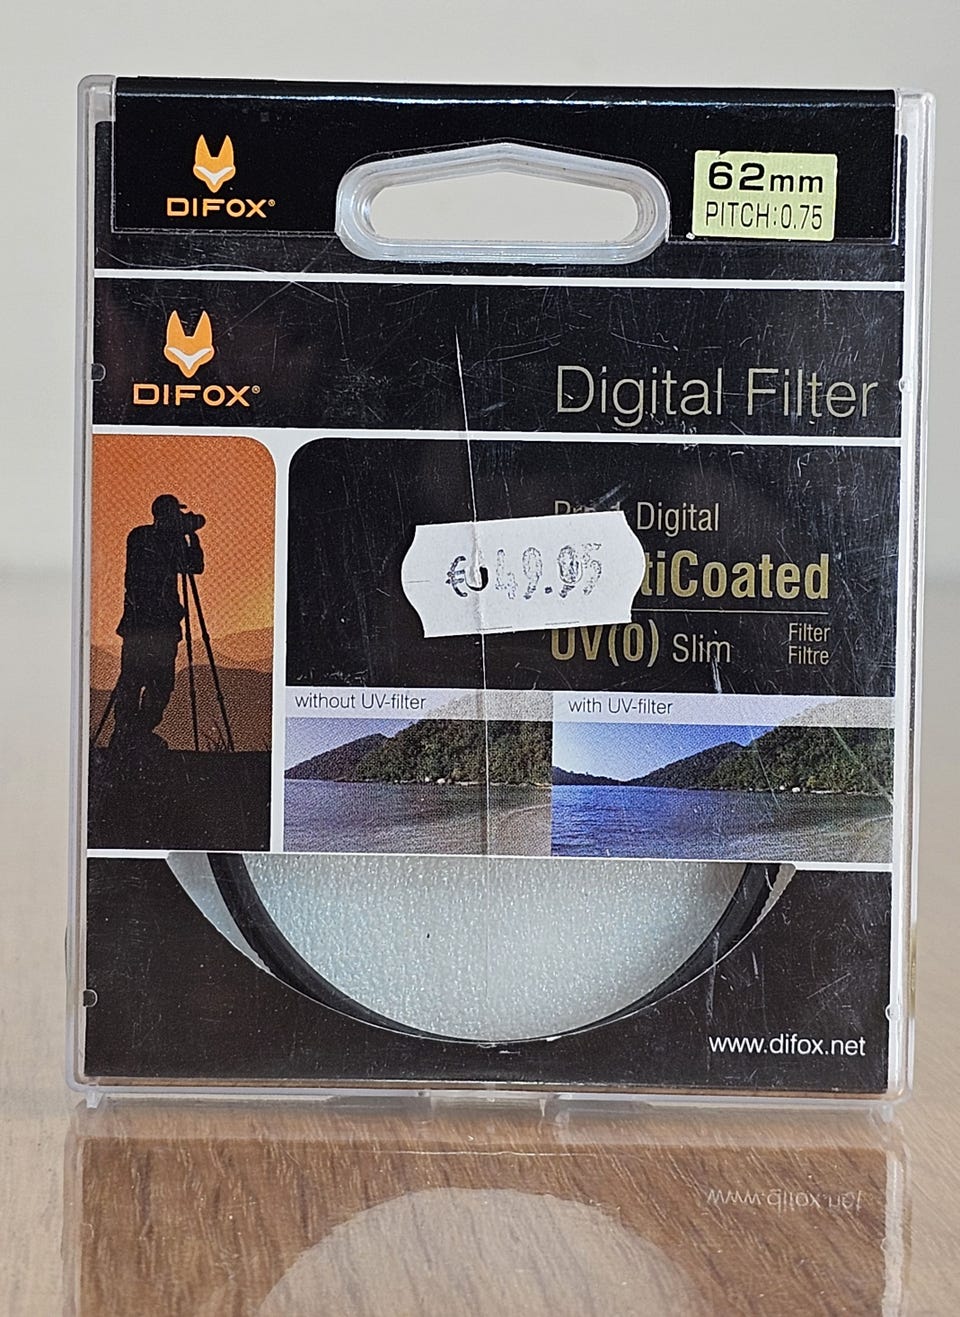 DIFOX®
62mm
PITCH:0.75
DIFOX®
Digital Filter
Digital
€ 49.95
tiCoated
UV(0) Slim
Filter
Filtre
without UV-filter
with UV-filter
www.difox.net